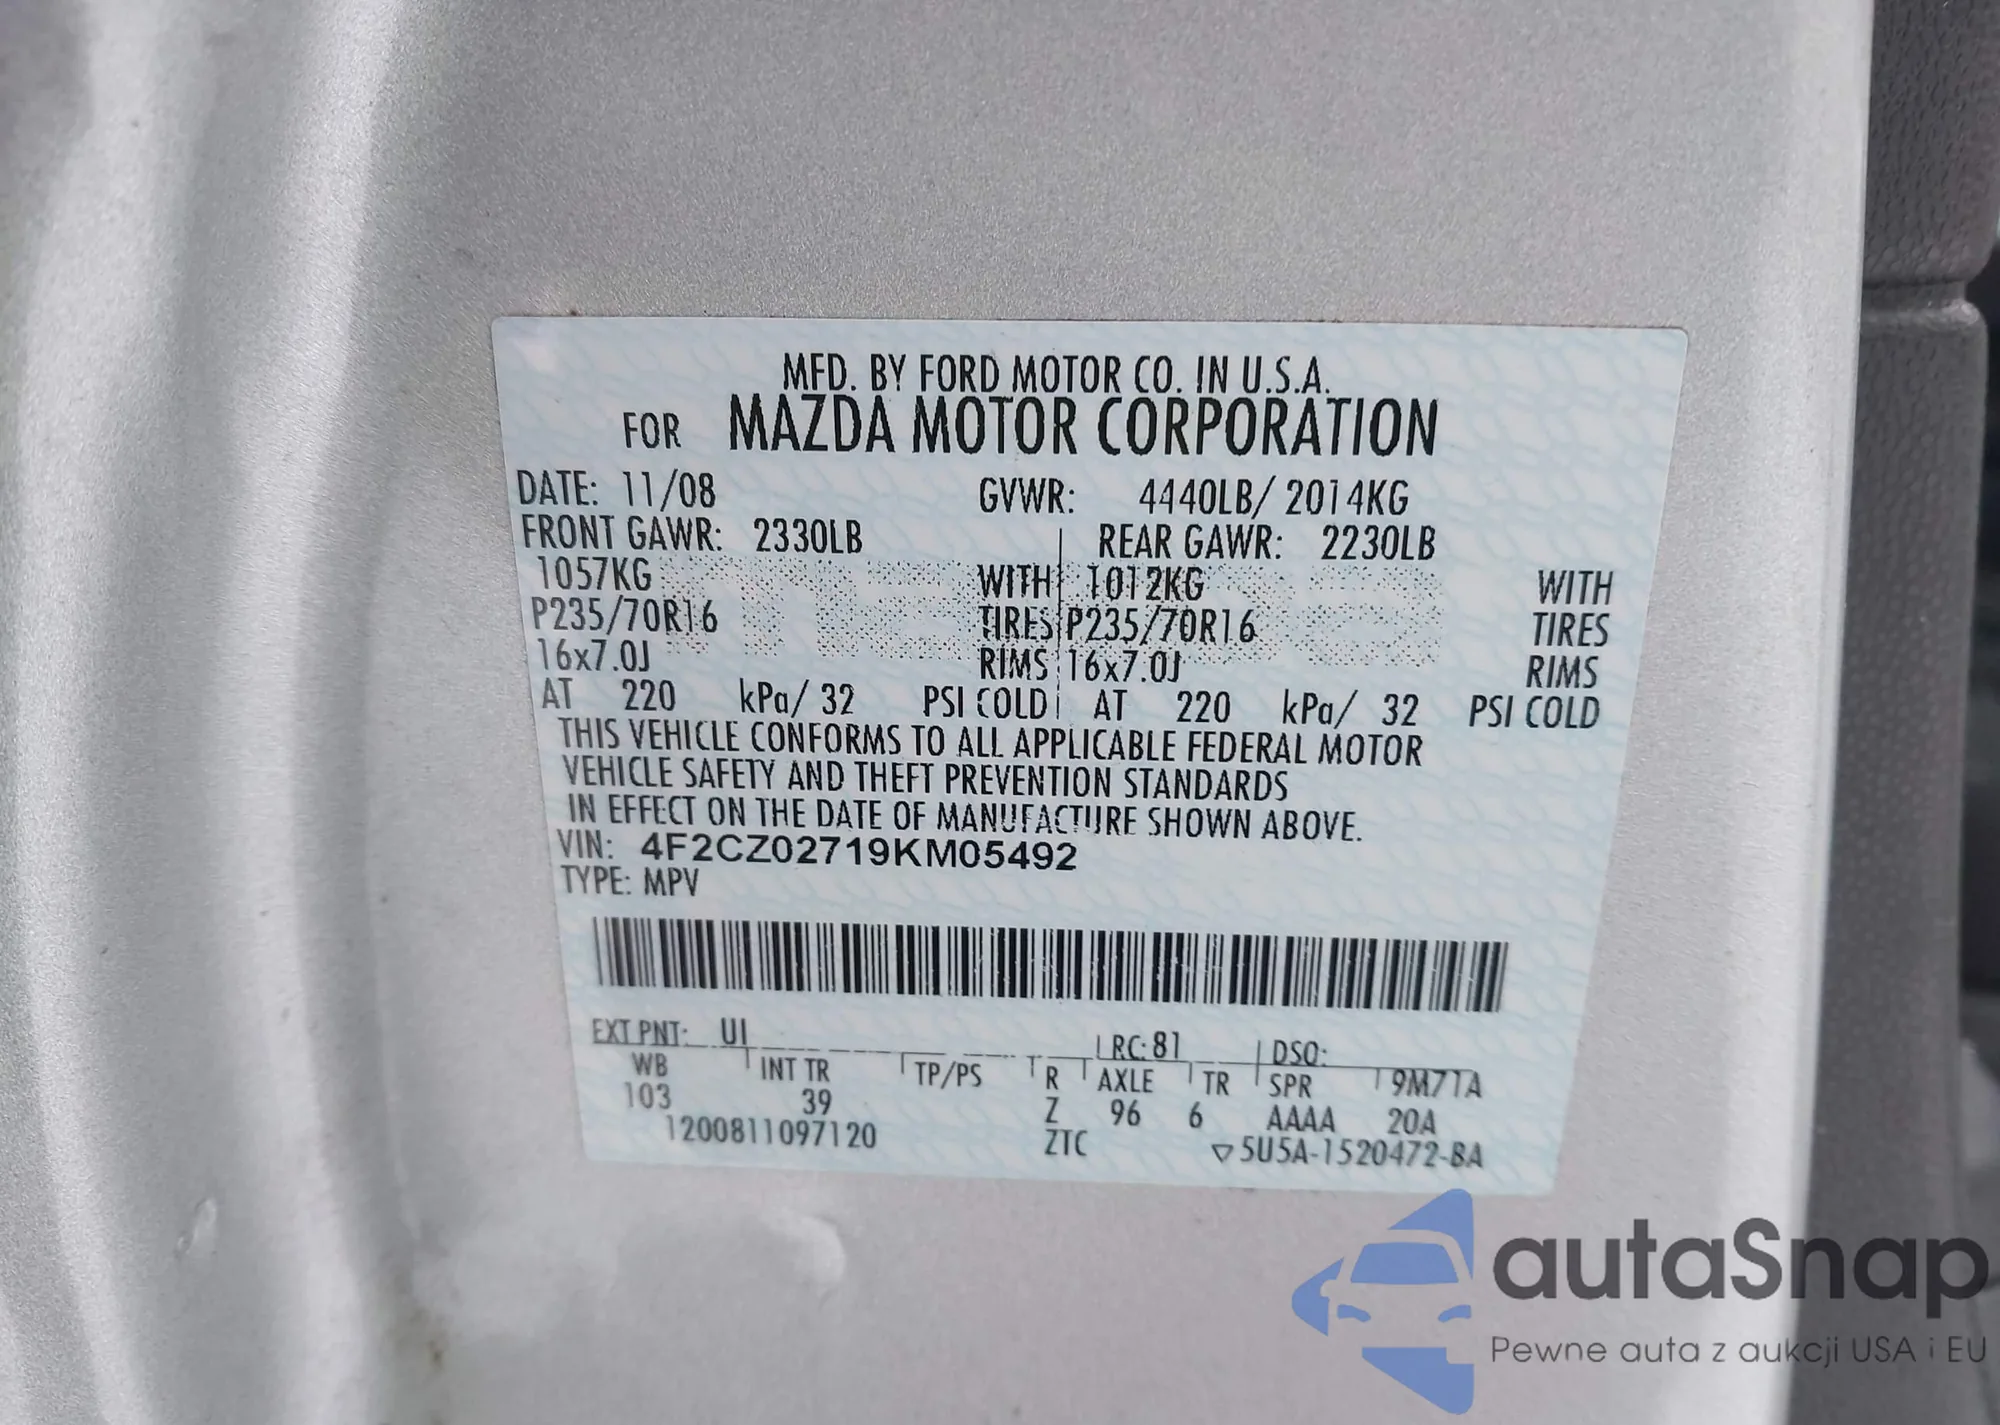 MFD. BY FORD MOTOR CO. IN U.S.A.
FOR MAZDA MOTOR CORPORATION
DATE: 11/08 GVWR: 4440LB/ 2014KG
FRONT GAWR: 2330LB REAR GAWR: 2230LB
1057KG WITH 1012KG WITH
P235/70R16 TIRES P235/70R16 TIRES
16x7.0J RIMS 16x7.0J RIMS
AT 220 kPa/ 32 PSI COLD AT 220 kPa/ 32 PSI COLD
THIS VEHICLE CONFORMS TO ALL APPLICABLE FEDERAL MOTOR
VEHICLE SAFETY AND THEFT PREVENTION STANDARDS
IN EFFECT ON THE DATE OF MANUFACTURE SHOWN ABOVE.
VIN: 4F2CZ02719KM05492
TYPE: MPV
EXT PNT: UI RC: 81 DSO:
WB INT TR TP/PS R AXLE TR SPR 9M71A
103 39 Z 96 6 AAAA 20A
1200811097120 ZTC ▽5U5A-1520472-BA
autaSnap
Pewne auta z aukcji USA i EU